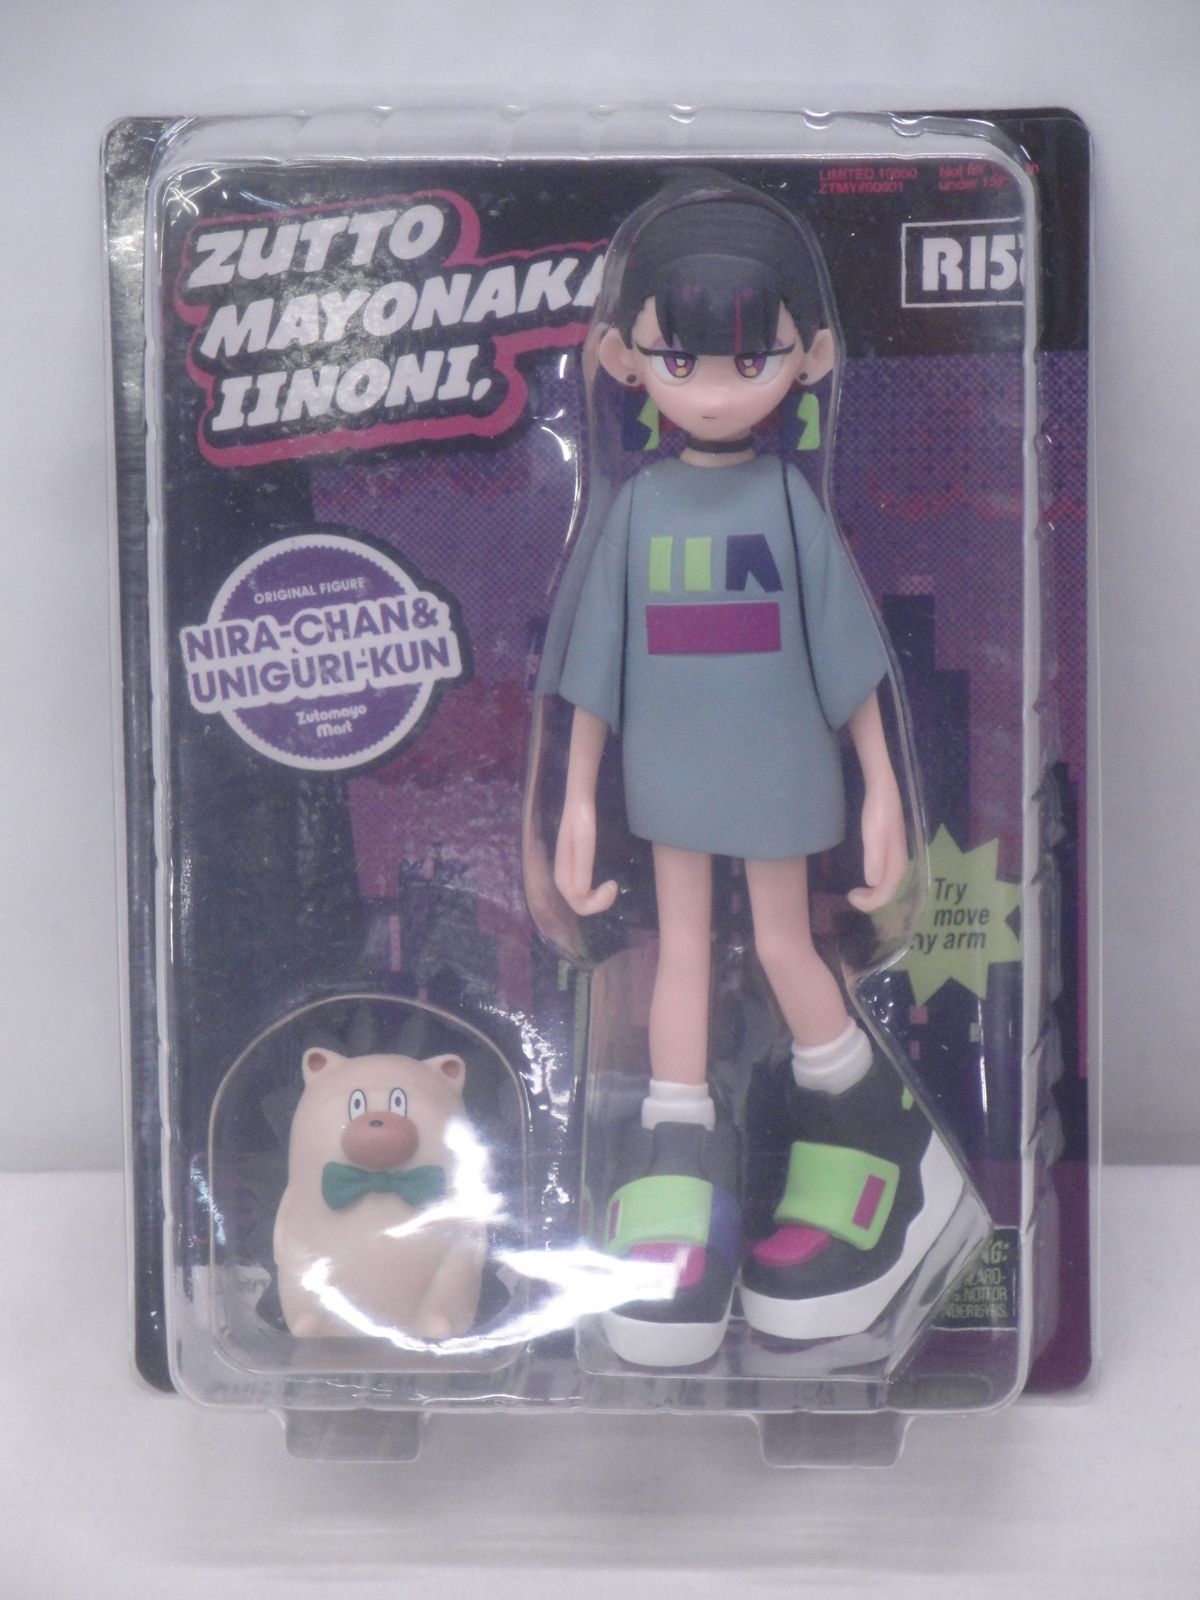 LIMITED 10000
ZTMY#00001
Not for
under 15
R15
ZUTTO
MAYONAKA
IINONI.
ORIGINAL FIGURE
NIRA-CHAN&
UNIGURI-KUN
Zutomayo
Mart
Try
move
my arm